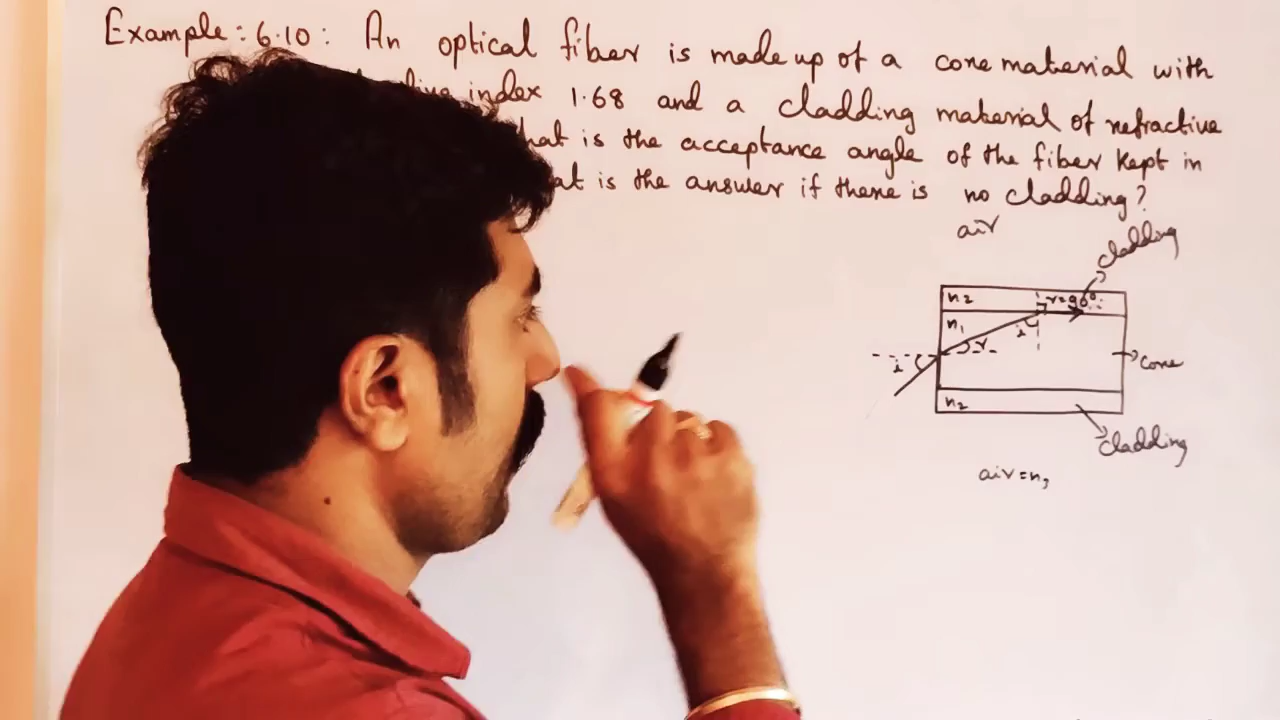 Example: 6.10: An optical fiber is made up of a core material with
index 1.68 and a cladding material of refractive
is the acceptance angle of the fiber kept in
is the answer if there is no cladding?
air
cladding
n2
r=90°
n1
i
r
i
core
n2
cladding
air=n3